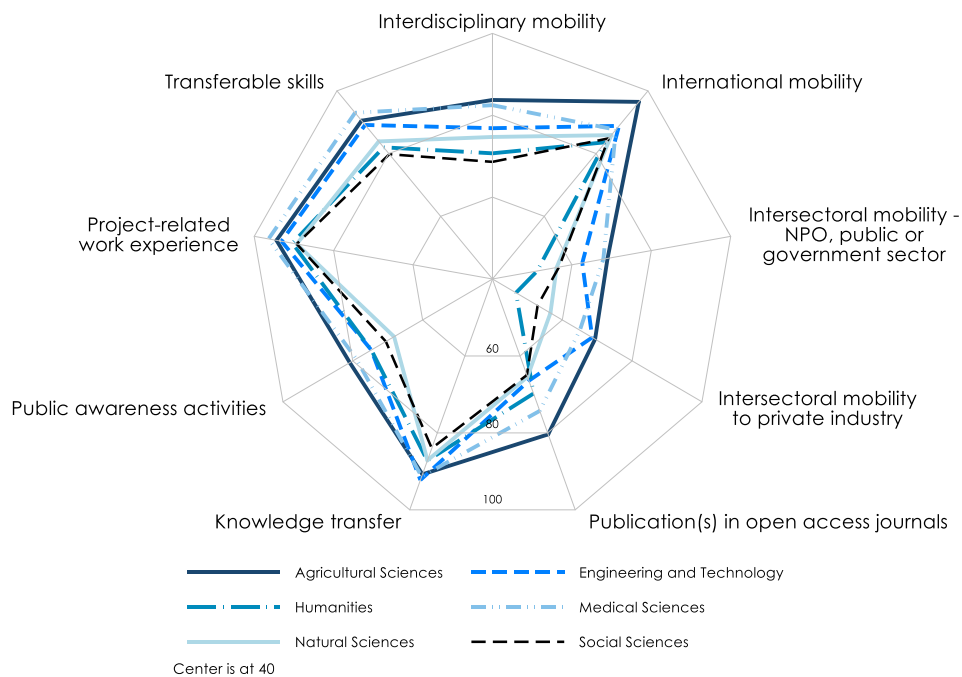 Interdisciplinary mobility
Transferable skills
International mobility
Project-related
work experience
Intersectoral mobility -
NPO, public or
government sector
60
Public awareness activities
Intersectoral mobility
to private industry
80
100
Knowledge transfer
Publication(s) in open access journals
Agricultural Sciences
Engineering and Technology
Humanities
Medical Sciences
Natural Sciences
Social Sciences
Center is at 40